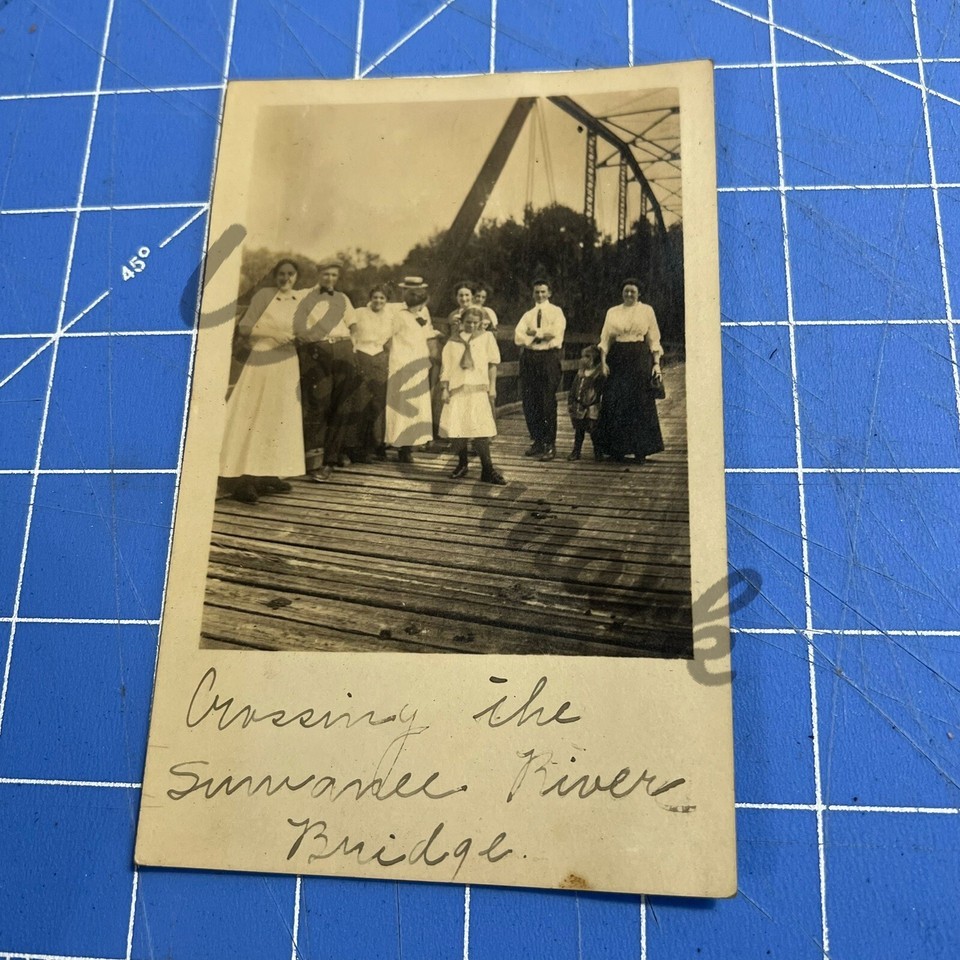 45°
Crossing the
Suwanee River
Bridge.